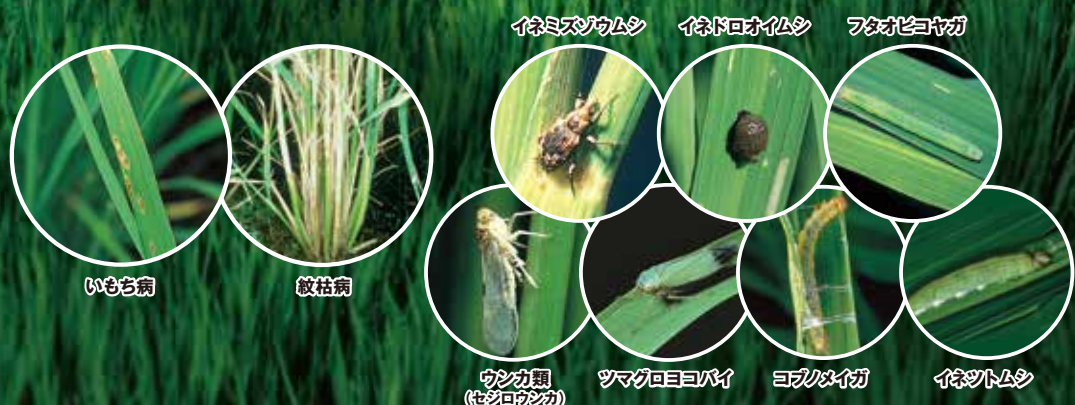 イネミズゾウムシ
イネドロオイムシ
フタオビコヤガ
いもち病
紋枯病
ウンカ類
(セジロウンカ)
ツマグロヨコバイ
コブノメイガ
イネツトムシ